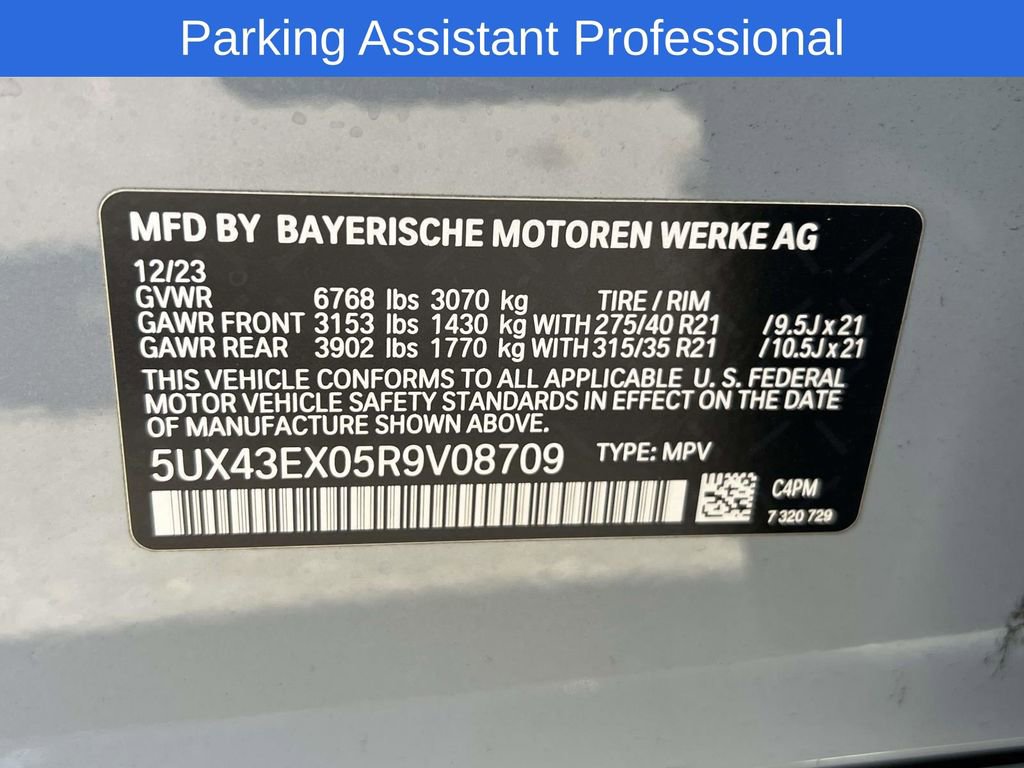 Parking Assistant Professional
MFD BY BAYERISCHE MOTOREN WERKE AG
12/23
GVWR 6768 lbs 3070 kg TIRE / RIM
GAWR FRONT 3153 lbs 1430 kg WITH 275/40 R21 /9.5J x 21
GAWR REAR 3902 lbs 1770 kg WITH 315/35 R21 /10.5J x 21
THIS VEHICLE CONFORMS TO ALL APPLICABLE U. S. FEDERAL
MOTOR VEHICLE SAFETY STANDARDS IN EFFECT ON THE DATE
OF MANUFACTURE SHOWN ABOVE.
5UX43EX05R9V08709 TYPE: MPV
C4PM
7 320 729